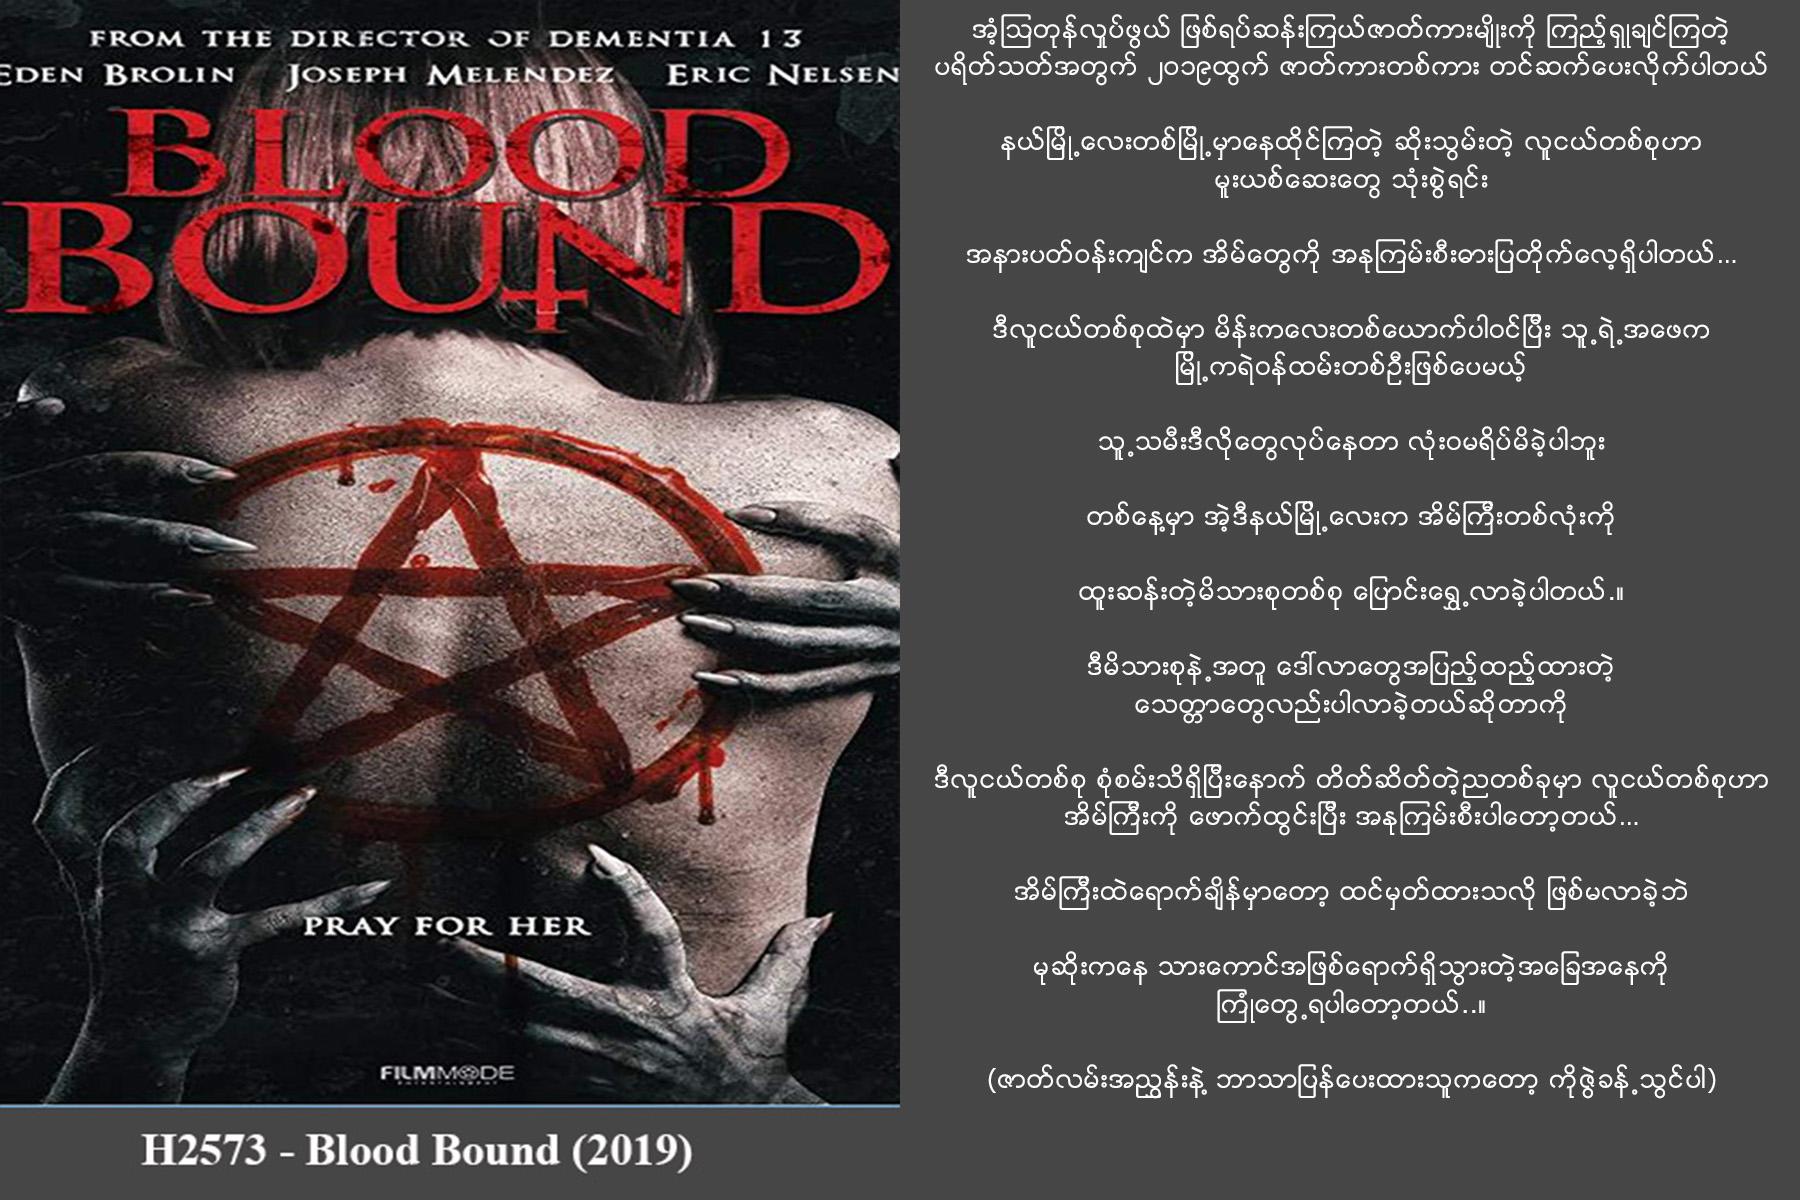 FROM THE DIRECTOR OF DEMENTIA 13
EDEN BROLIN JOSEPH MELENDEZ ERIC NELSEN
BLOOD
BOUND
PRAY FOR HER
FILMMODE
ENTERTAINMENT
H2573 - Blood Bound (2019)
အံ့သြတုန်လှုပ်ဖွယ် ဖြစ်ရပ်ဆန်းကြယ်ဇာတ်ကားမျိုးကို ကြည့်ရှုချင်ကြတဲ့
ပရိတ်သတ်အတွက် ၂၀၁၉ထွက် ဇာတ်ကားတစ်ကား တင်ဆက်ပေးလိုက်ပါတယ်
နယ်မြို့လေးတစ်မြို့မှာနေထိုင်ကြတဲ့ ဆိုးသွမ်းတဲ့ လူငယ်တစ်စုဟာ
မူးယစ်ဆေးတွေ သုံးစွဲရင်း
အနားပတ်ဝန်းကျင်က အိမ်တွေကို အနုကြမ်းစီးဓားပြတိုက်လေ့ရှိပါတယ်...
ဒီလူငယ်တစ်စုထဲမှာ မိန်းကလေးတစ်ယောက်ပါဝင်ပြီး သူ့ရဲ့အဖေက
မြို့ကရဲဝန်ထမ်းတစ်ဦးဖြစ်ပေမယ့်
သူ့သမီးဒီလိုတွေလုပ်နေတာ လုံးဝမရိပ်မိခဲ့ပါဘူး
တစ်နေ့မှာ အဲ့ဒီနယ်မြို့လေးက အိမ်ကြီးတစ်လုံးကို
ထူးဆန်းတဲ့မိသားစုတစ်စု ပြောင်းရွှေ့လာခဲ့ပါတယ်.။
ဒီမိသားစုနဲ့အတူ ဒေါ်လာတွေအပြည့်ထည့်ထားတဲ့
သေတ္တာတွေလည်းပါလာခဲ့တယ်ဆိုတာကို
ဒီလူငယ်တစ်စု စုံစမ်းသိရှိပြီးနောက် တိတ်ဆိတ်တဲ့ညတစ်ခုမှာ လူငယ်တစ်စုဟာ
အိမ်ကြီးကို ဖောက်ထွင်းပြီး အနုကြမ်းစီးပါတော့တယ်...
အိမ်ကြီးထဲရောက်ချိန်မှာတော့ ထင်မှတ်ထားသလို ဖြစ်မလာခဲ့ဘဲ
မုဆိုးကနေ သားကောင်အဖြစ်ရောက်ရှိသွားတဲ့အခြေအနေကို
ကြုံတွေ့ရပါတော့တယ်..။
(ဇာတ်လမ်းအညွှန်းနဲ့ ဘာသာပြန်ပေးထားသူကတော့ ကိုဇွဲခန့်သွင်ပါ)